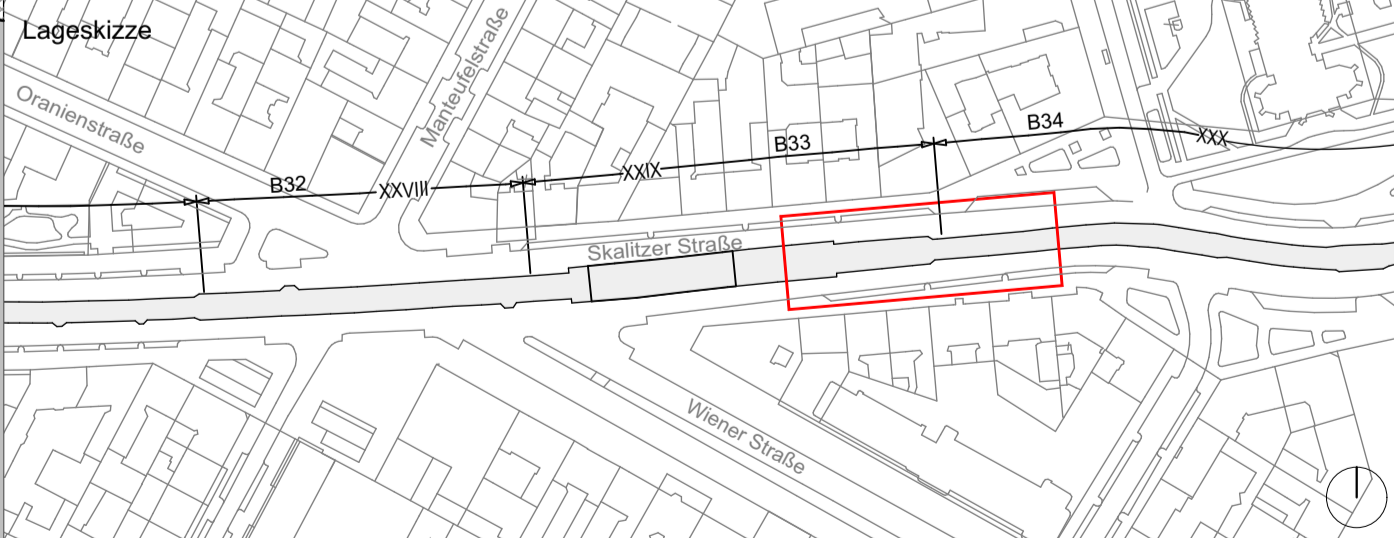 Lageskizze
Oranienstraße
Manteufelstraße
B32
XXVIII
XXIX
B33
B34
XXX
Skalitzer Straße
Wiener Straße